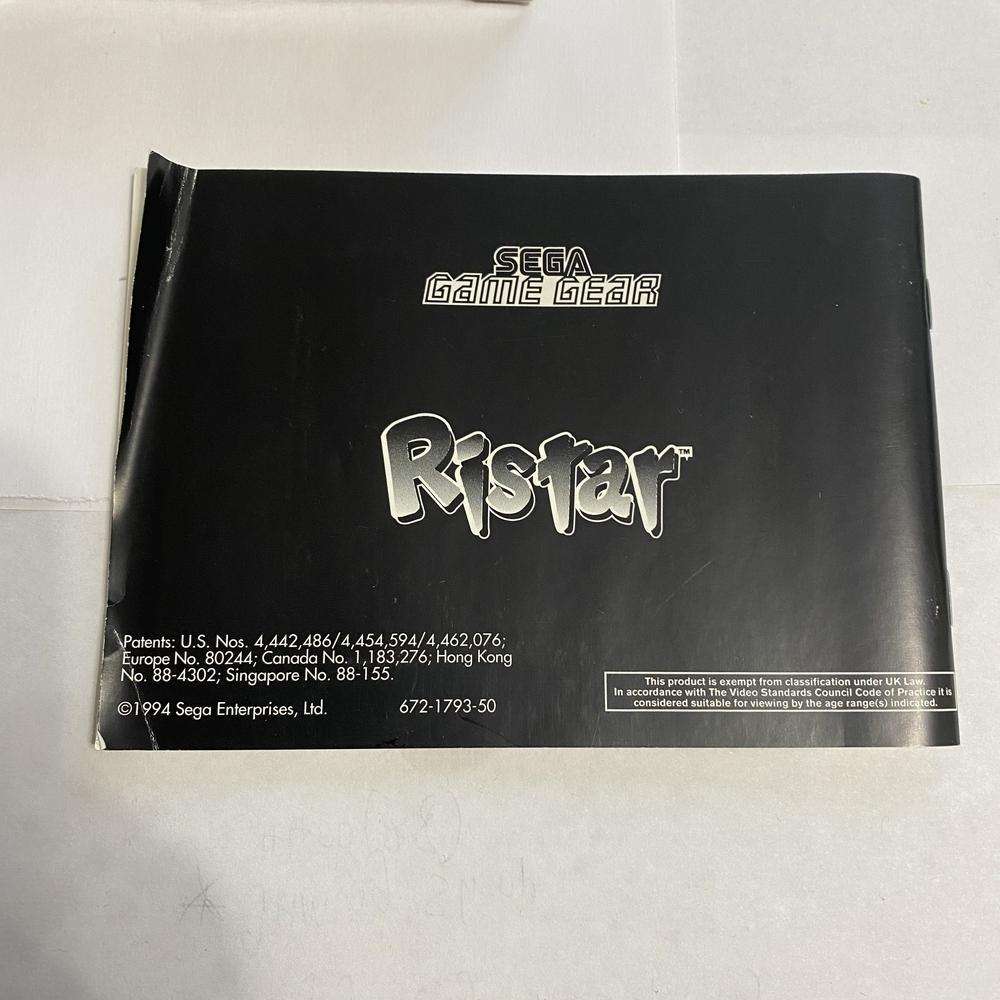 SEGA
GAME GEAR
Ristar™
Patents: U.S. Nos. 4,442,486/4,454,594/4,462,076;
Europe No. 80244; Canada No. 1,183,276; Hong Kong
No. 88-4302; Singapore No. 88-155.
©1994 Sega Enterprises, Ltd. 672-1793-50
This product is exempt from classification under UK Law.
In accordance with The Video Standards Council Code of Practice it is
considered suitable for viewing by the age range(s) indicated.